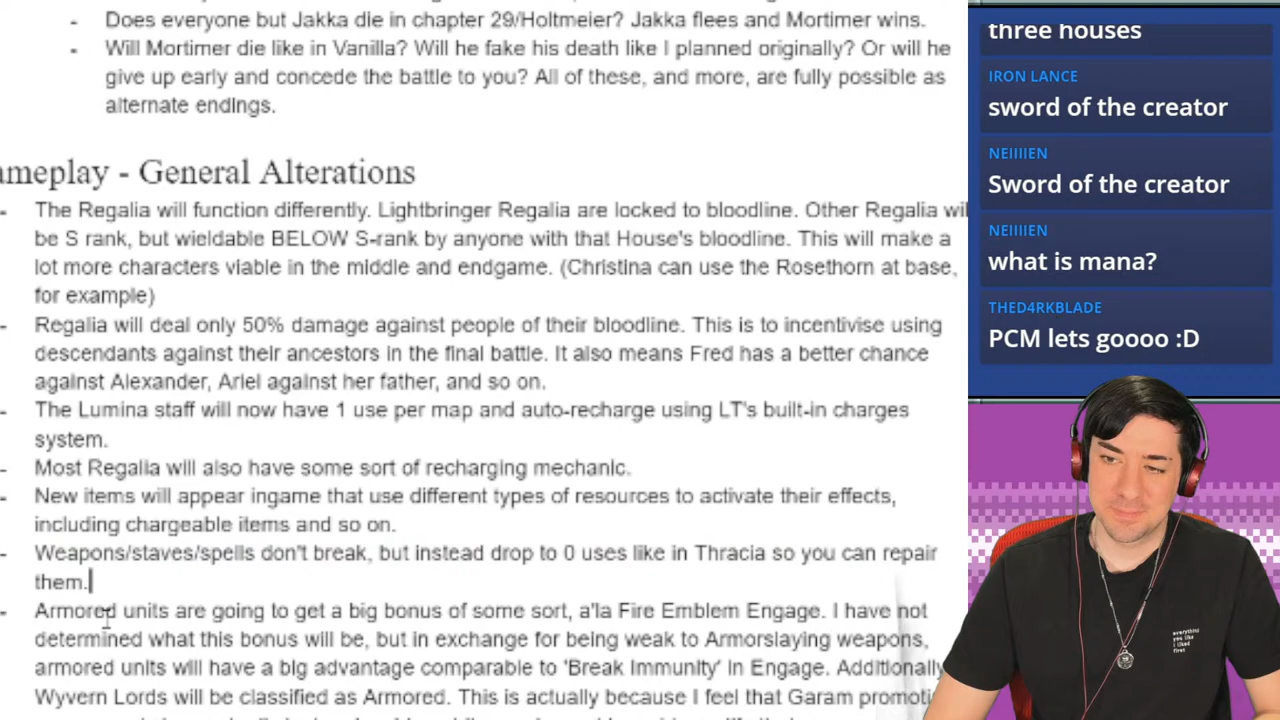 - Does everyone but Jakka die in chapter 29/Holtmeier? Jakka flees and Mortimer wins.
- Will Mortimer die like in Vanilla? Will he fake his death like I planned originally? Or will he
give up early and concede the battle to you? All of these, and more, are fully possible as
alternate endings.
ameplay - General Alterations
- The Regalia will function differently. Lightbringer Regalia are locked to bloodline. Other Regalia wil
be S rank, but wieldable BELOW S-rank by anyone with that House's bloodline. This will make a
lot more characters viable in the middle and endgame. (Christina can use the Rosethorn at base,
for example)
- Regalia will deal only 50% damage against people of their bloodline. This is to incentivise using
descendants against their ancestors in the final battle. It also means Fred has a better chance
against Alexander, Ariel against her father, and so on.
- The Lumina staff will now have 1 use per map and auto-recharge using LT's built-in charges
system.
- Most Regalia will also have some sort of recharging mechanic.
- New items will appear ingame that use different types of resources to activate their effects,
including chargeable items and so on.
- Weapons/staves/spells don't break, but instead drop to 0 uses like in Thracia so you can repair
them.
- Armored units are going to get a big bonus of some sort, a'la Fire Emblem Engage. I have not
determined what this bonus will be, but in exchange for being weak to Armorslaying weapons,
armored units will have a big advantage comparable to 'Break Immunity' in Engage. Additionally
Wyvern Lords will be classified as Armored. This is actually because I feel that Garam promoti
three houses
IRON LANCE
sword of the creator
NEIIIIEN
Sword of the creator
NEIIIIEN
what is mana?
THED4RKBLADE
PCM lets goooo :D
everything
you like
I liked
first